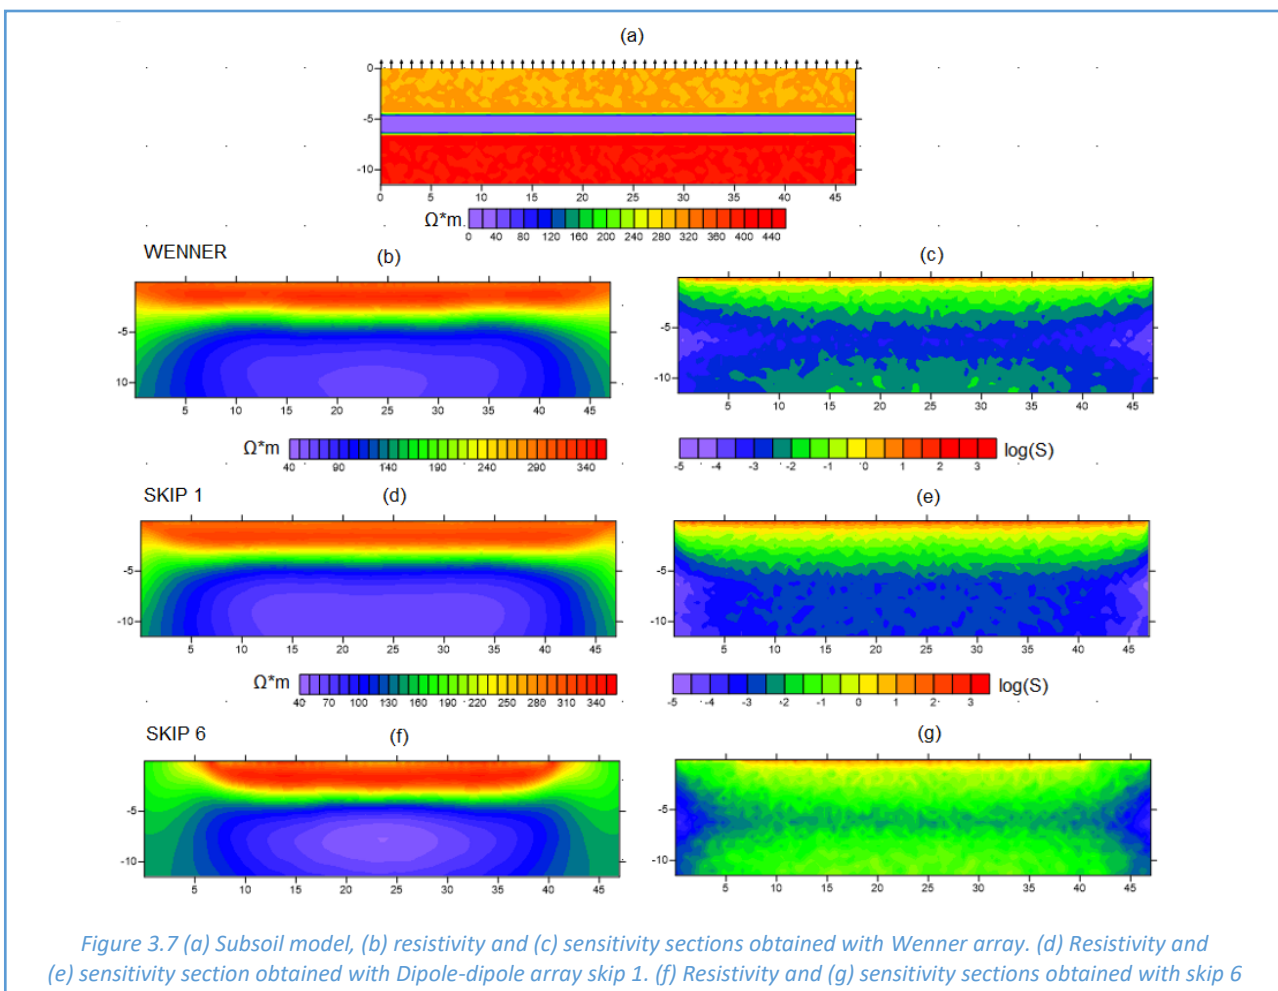 (a)
0
-5
-10
0 5 10 15 20 25 30 35 40 45
Ω*m
0 40 80 120 160 200 240 280 320 360 400 440
WENNER
(b)
(c)
-5
10
5 10 15 20 25 30 35 40 45
-5
-10
5 10 15 20 25 30 35 40 45
Ω*m
40 90 140 190 240 290 340
log(S)
-5 -4 -3 -2 -1 0 1 2 3
SKIP 1
(d)
(e)
-5
-10
5 10 15 20 25 30 35 40 45
-5
-10
5 10 15 20 25 30 35 40 45
Ω*m
40 70 100 130 160 190 220 250 280 310 340
log(S)
-5 -4 -3 -2 -1 0 1 2 3
SKIP 6
(f)
(g)
-5
-10
5 10 15 20 25 30 35 40 45
-5
-10
5 10 15 20 25 30 35 40 45
Figure 3.7 (a) Subsoil model, (b) resistivity and (c) sensitivity sections obtained with Wenner array. (d) Resistivity and
(e) sensitivity section obtained with Dipole-dipole array skip 1. (f) Resistivity and (g) sensitivity sections obtained with skip 6